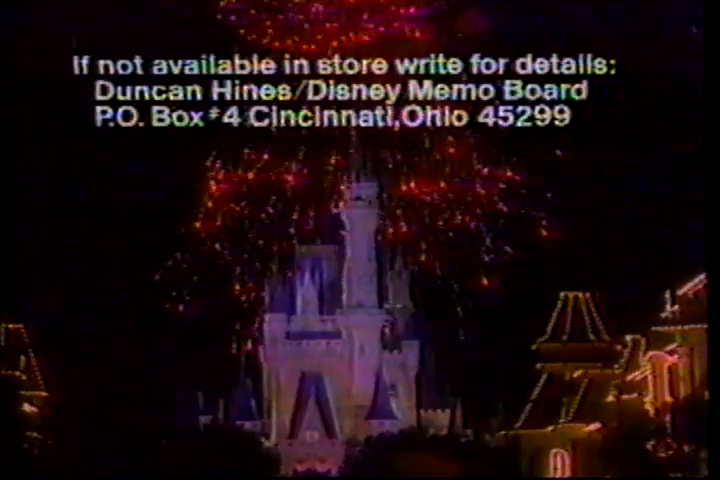 If not available in store write for details:
Duncan Hines/Disney Memo Board
P.O. Box #4 Cincinnati, Ohio 45299